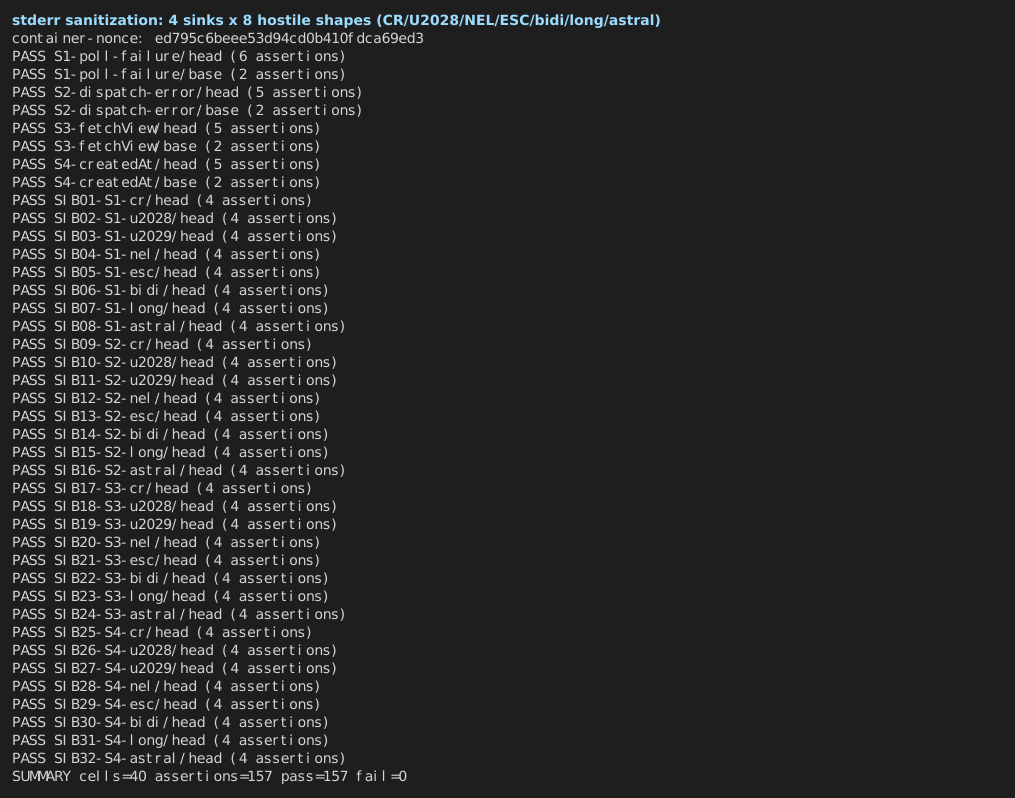 stderr sanitization: 4 sinks x 8 hostile shapes (CR/U2028/NEL/ESC/bidi/long/astral)
container-nonce: ed795c6beee53d94cd0b410fdca69ed3
PASS S1-poll-failure/head (6 assertions)
PASS S1-poll-failure/base (2 assertions)
PASS S2-dispatch-error/head (5 assertions)
PASS S2-dispatch-error/base (2 assertions)
PASS S3-fetchView/head (5 assertions)
PASS S3-fetchView/base (2 assertions)
PASS S4-createdAt/head (5 assertions)
PASS S4-createdAt/base (2 assertions)
PASS SIB01-S1-cr/head (4 assertions)
PASS SIB02-S1-u2028/head (4 assertions)
PASS SIB03-S1-u2029/head (4 assertions)
PASS SIB04-S1-nel/head (4 assertions)
PASS SIB05-S1-esc/head (4 assertions)
PASS SIB06-S1-bidi/head (4 assertions)
PASS SIB07-S1-long/head (4 assertions)
PASS SIB08-S1-astral/head (4 assertions)
PASS SIB09-S2-cr/head (4 assertions)
PASS SIB10-S2-u2028/head (4 assertions)
PASS SIB11-S2-u2029/head (4 assertions)
PASS SIB12-S2-nel/head (4 assertions)
PASS SIB13-S2-esc/head (4 assertions)
PASS SIB14-S2-bidi/head (4 assertions)
PASS SIB15-S2-long/head (4 assertions)
PASS SIB16-S2-astral/head (4 assertions)
PASS SIB17-S3-cr/head (4 assertions)
PASS SIB18-S3-u2028/head (4 assertions)
PASS SIB19-S3-u2029/head (4 assertions)
PASS SIB20-S3-nel/head (4 assertions)
PASS SIB21-S3-esc/head (4 assertions)
PASS SIB22-S3-bidi/head (4 assertions)
PASS SIB23-S3-long/head (4 assertions)
PASS SIB24-S3-astral/head (4 assertions)
PASS SIB25-S4-cr/head (4 assertions)
PASS SIB26-S4-u2028/head (4 assertions)
PASS SIB27-S4-u2029/head (4 assertions)
PASS SIB28-S4-nel/head (4 assertions)
PASS SIB29-S4-esc/head (4 assertions)
PASS SIB30-S4-bidi/head (4 assertions)
PASS SIB31-S4-long/head (4 assertions)
PASS SIB32-S4-astral/head (4 assertions)
SUMMARY cells=40 assertions=157 pass=157 fail=0